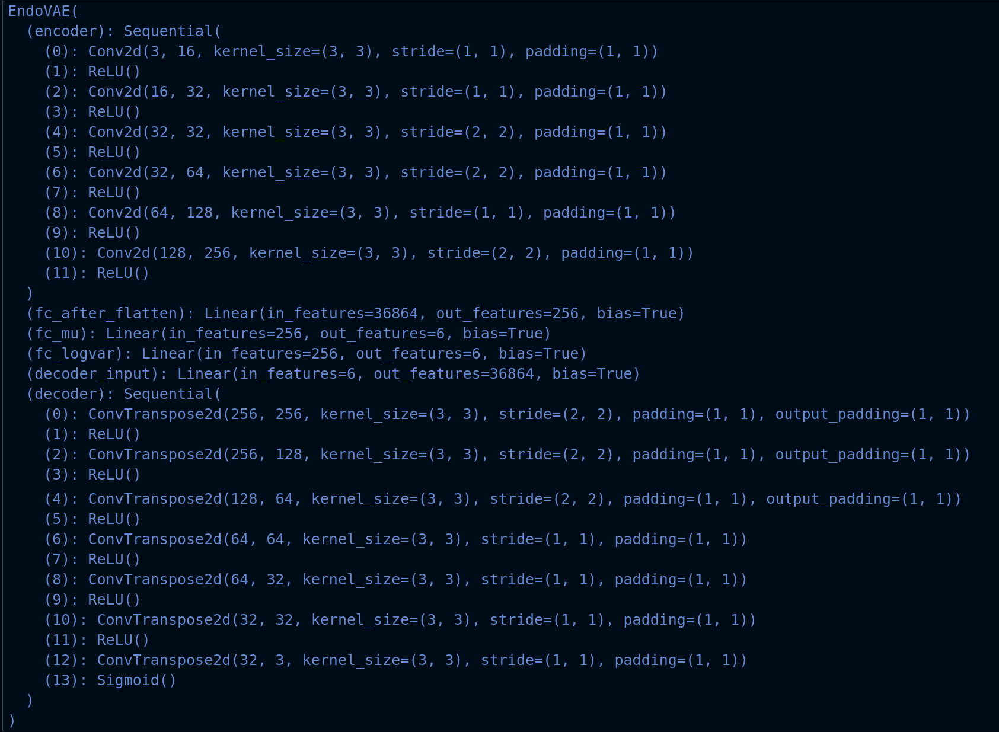 EndoVAE(
  (encoder): Sequential(
    (0): Conv2d(3, 16, kernel_size=(3, 3), stride=(1, 1), padding=(1, 1))
    (1): ReLU()
    (2): Conv2d(16, 32, kernel_size=(3, 3), stride=(1, 1), padding=(1, 1))
    (3): ReLU()
    (4): Conv2d(32, 32, kernel_size=(3, 3), stride=(2, 2), padding=(1, 1))
    (5): ReLU()
    (6): Conv2d(32, 64, kernel_size=(3, 3), stride=(2, 2), padding=(1, 1))
    (7): ReLU()
    (8): Conv2d(64, 128, kernel_size=(3, 3), stride=(1, 1), padding=(1, 1))
    (9): ReLU()
    (10): Conv2d(128, 256, kernel_size=(3, 3), stride=(2, 2), padding=(1, 1))
    (11): ReLU()
  )
  (fc_after_flatten): Linear(in_features=36864, out_features=256, bias=True)
  (fc_mu): Linear(in_features=256, out_features=6, bias=True)
  (fc_logvar): Linear(in_features=256, out_features=6, bias=True)
  (decoder_input): Linear(in_features=6, out_features=36864, bias=True)
  (decoder): Sequential(
    (0): ConvTranspose2d(256, 256, kernel_size=(3, 3), stride=(2, 2), padding=(1, 1), output_padding=(1, 1))
    (1): ReLU()
    (2): ConvTranspose2d(256, 128, kernel_size=(3, 3), stride=(2, 2), padding=(1, 1), output_padding=(1, 1))
    (3): ReLU()
    (4): ConvTranspose2d(128, 64, kernel_size=(3, 3), stride=(2, 2), padding=(1, 1), output_padding=(1, 1))
    (5): ReLU()
    (6): ConvTranspose2d(64, 64, kernel_size=(3, 3), stride=(1, 1), padding=(1, 1))
    (7): ReLU()
    (8): ConvTranspose2d(64, 32, kernel_size=(3, 3), stride=(1, 1), padding=(1, 1))
    (9): ReLU()
    (10): ConvTranspose2d(32, 32, kernel_size=(3, 3), stride=(1, 1), padding=(1, 1))
    (11): ReLU()
    (12): ConvTranspose2d(32, 3, kernel_size=(3, 3), stride=(1, 1), padding=(1, 1))
    (13): Sigmoid()
  )
)